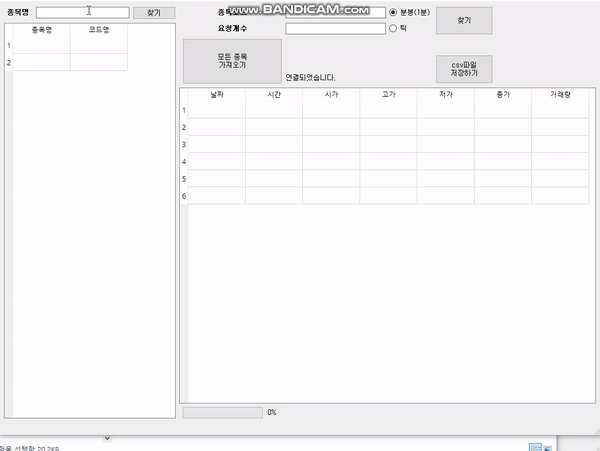 종목명 찾기
종목명 코드명
1
2
www.BANDICAM.com
분봉(1분)
요청개수 틱
찾기
모든 종목
가져오기
연결되었습니다.
csv파일
저장하기
날짜 시간 시가 고가 저가 종가 거래량
1
2
3
4
5
6
0%
항목 선택함 20.2KB